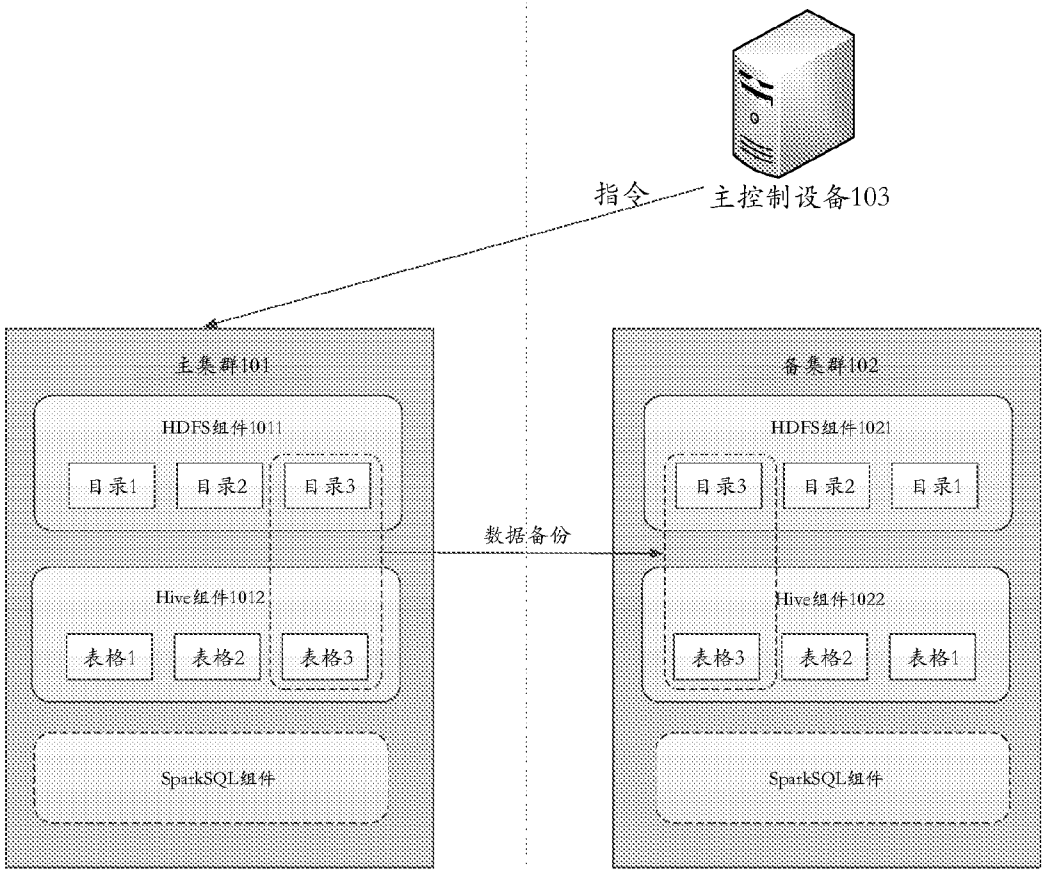 指令
主控制设备103
主集群101
HDFS组件1011
目录1 目录2 目录3
Hive组件1012
表格1 表格2 表格3
SparkSQL组件
数据备份
备集群102
HDFS组件1021
目录3 目录2 目录1
Hive组件1022
表格3 表格2 表格1
SparkSQL组件